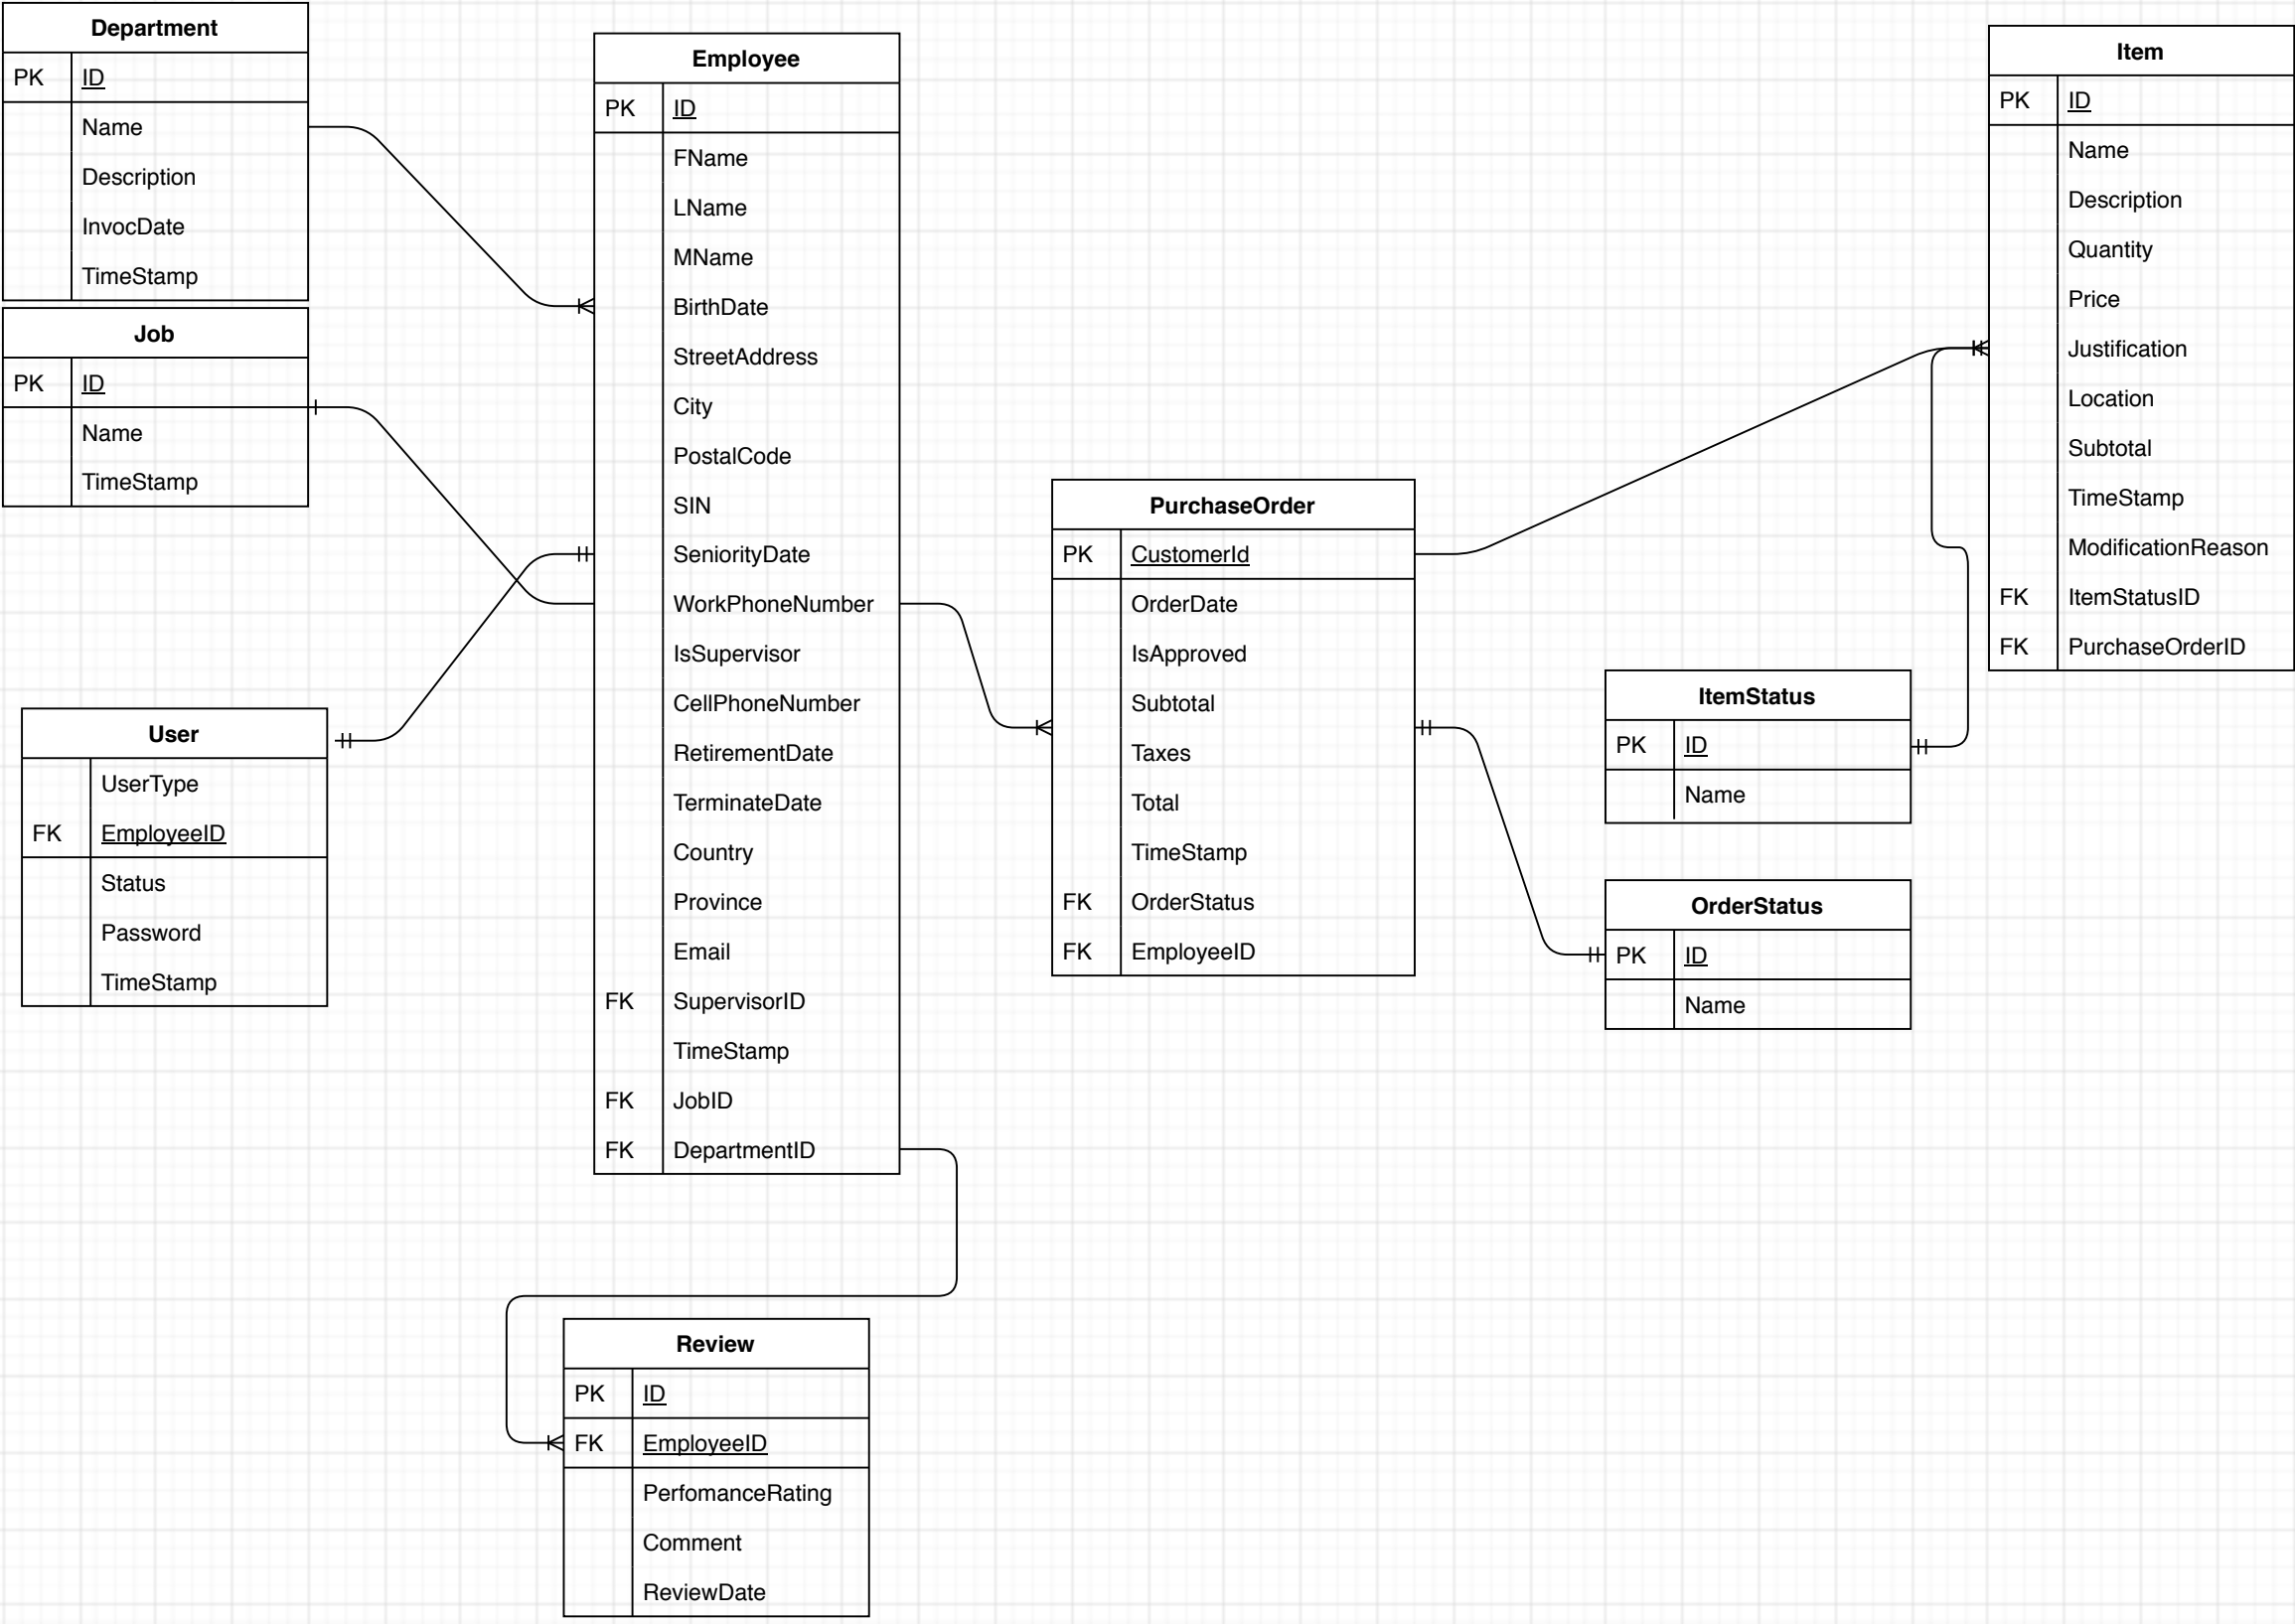 Department
PK ID
Name
Description
InvocDate
TimeStamp
Job
PK ID
Name
TimeStamp
User
UserType
FK EmployeeID
Status
Password
TimeStamp
Employee
PK ID
FName
LName
MName
BirthDate
StreetAddress
City
PostalCode
SIN
SeniorityDate
WorkPhoneNumber
IsSupervisor
CellPhoneNumber
RetirementDate
TerminateDate
Country
Province
Email
FK SupervisorID
TimeStamp
FK JobID
FK DepartmentID
Review
PK ID
FK EmployeeID
PerfomanceRating
Comment
ReviewDate
PurchaseOrder
PK CustomerId
OrderDate
IsApproved
Subtotal
Taxes
Total
TimeStamp
FK OrderStatus
FK EmployeeID
ItemStatus
PK ID
Name
OrderStatus
PK ID
Name
Item
PK ID
Name
Description
Quantity
Price
Justification
Location
Subtotal
TimeStamp
ModificationReason
FK ItemStatusID
FK PurchaseOrderID